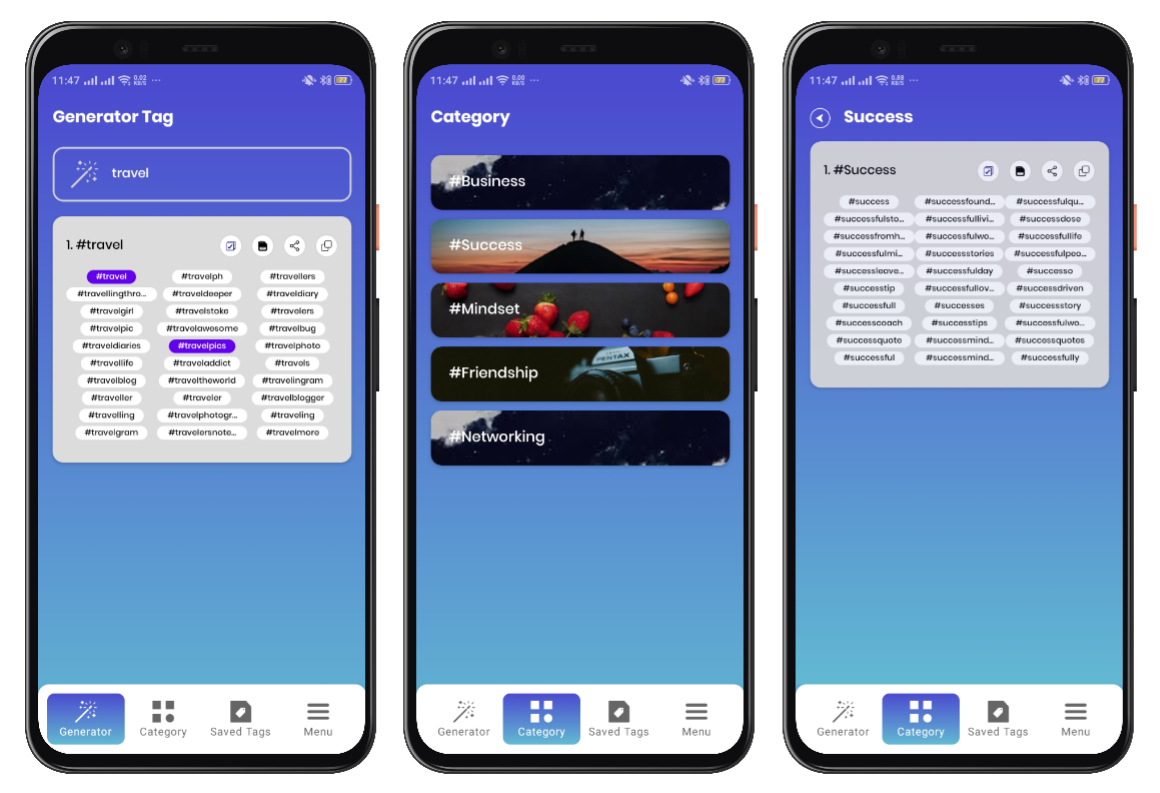 11:47
Generator Tag
travel
1. #travel
#travel #travelph #travellers
#travellingthro... #traveldeeper #traveldiary
#travelgirl #travelstoke #travelers
#travelpic #travelawesome #travelbug
#traveldiaries #travelpics #travelphoto
#travellife #traveladdict #travels
#travelblog #traveltheworld #travelingram
#traveller #traveler #travelblogger
#travelling #travelphotogr... #traveling
#travelgram #travelersnote... #travelmore
Generator Category Saved Tags Menu
11:47
Category
#Business
#Success
#Mindset
#Friendship
PENTAX
#Networking
Generator Category Saved Tags Menu
11:47
Success
1. #Success
#success #successfound... #successfulqu...
#successfulsto... #successfullivi... #successdose
#successfromh... #successfulwo... #successfullife
#successfulmi... #successstories #successfulpeo...
#successleave... #successfulday #successo
#successtip #successfullov... #successdriven
#successfull #successes #successstory
#successcoach #successtips #successfulwo...
#successquote #successmind... #successquotes
#successful #successmind... #successfully
Generator Category Saved Tags Menu